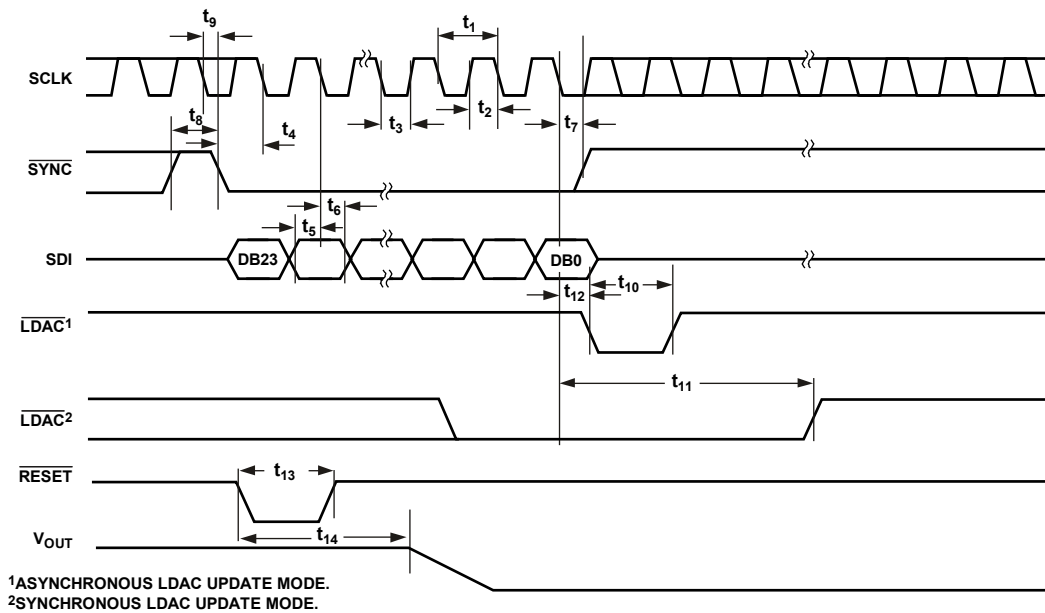 t9
t1
SCLK
t8
t4
t3
t2
t7
SYNC
t5
t6
SDI
DB23
DB0
t12
t10
LDAC1
t11
LDAC2
RESET
t13
t14
VOUT
1ASYNCHRONOUS LDAC UPDATE MODE.
2SYNCHRONOUS LDAC UPDATE MODE.